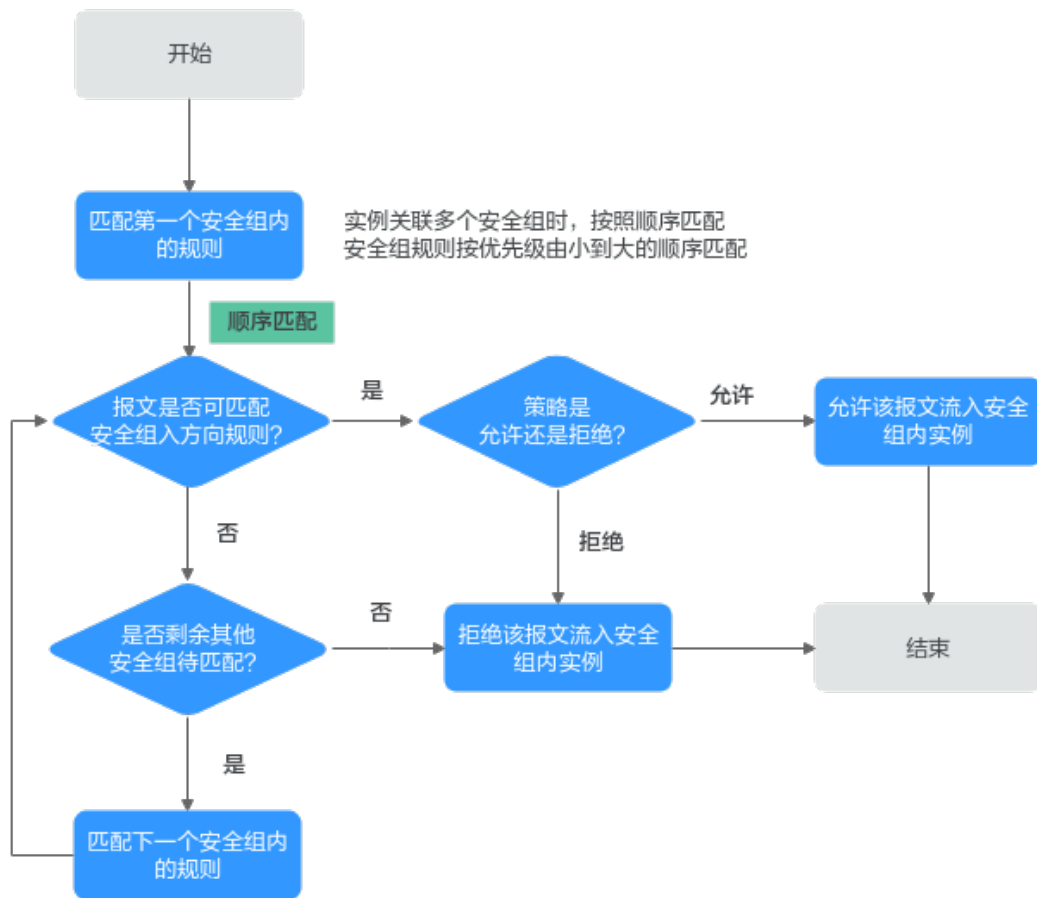 开始
匹配第一个安全组内
的规则
实例关联多个安全组时，按照顺序匹配
安全组规则按优先级由小到大的顺序匹配
顺序匹配
报文是否可匹配
安全组入方向规则?
是
策略是
允许还是拒绝?
允许
允许该报文流入安全
组内实例
否
拒绝
是否剩余其他
安全组待匹配?
否
拒绝该报文流入安全
组内实例
结束
是
匹配下一个安全组内
的规则